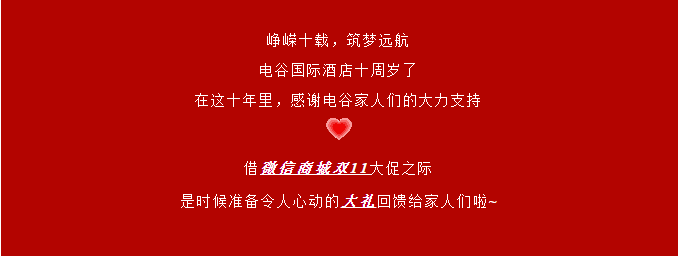 峥嵘十载，筑梦远航
电谷国际酒店十周岁了
在这十年里，感谢电谷家人们的大力支持
借微信商城双11大促之际
是时候准备令人心动的大礼回馈给家人们啦~